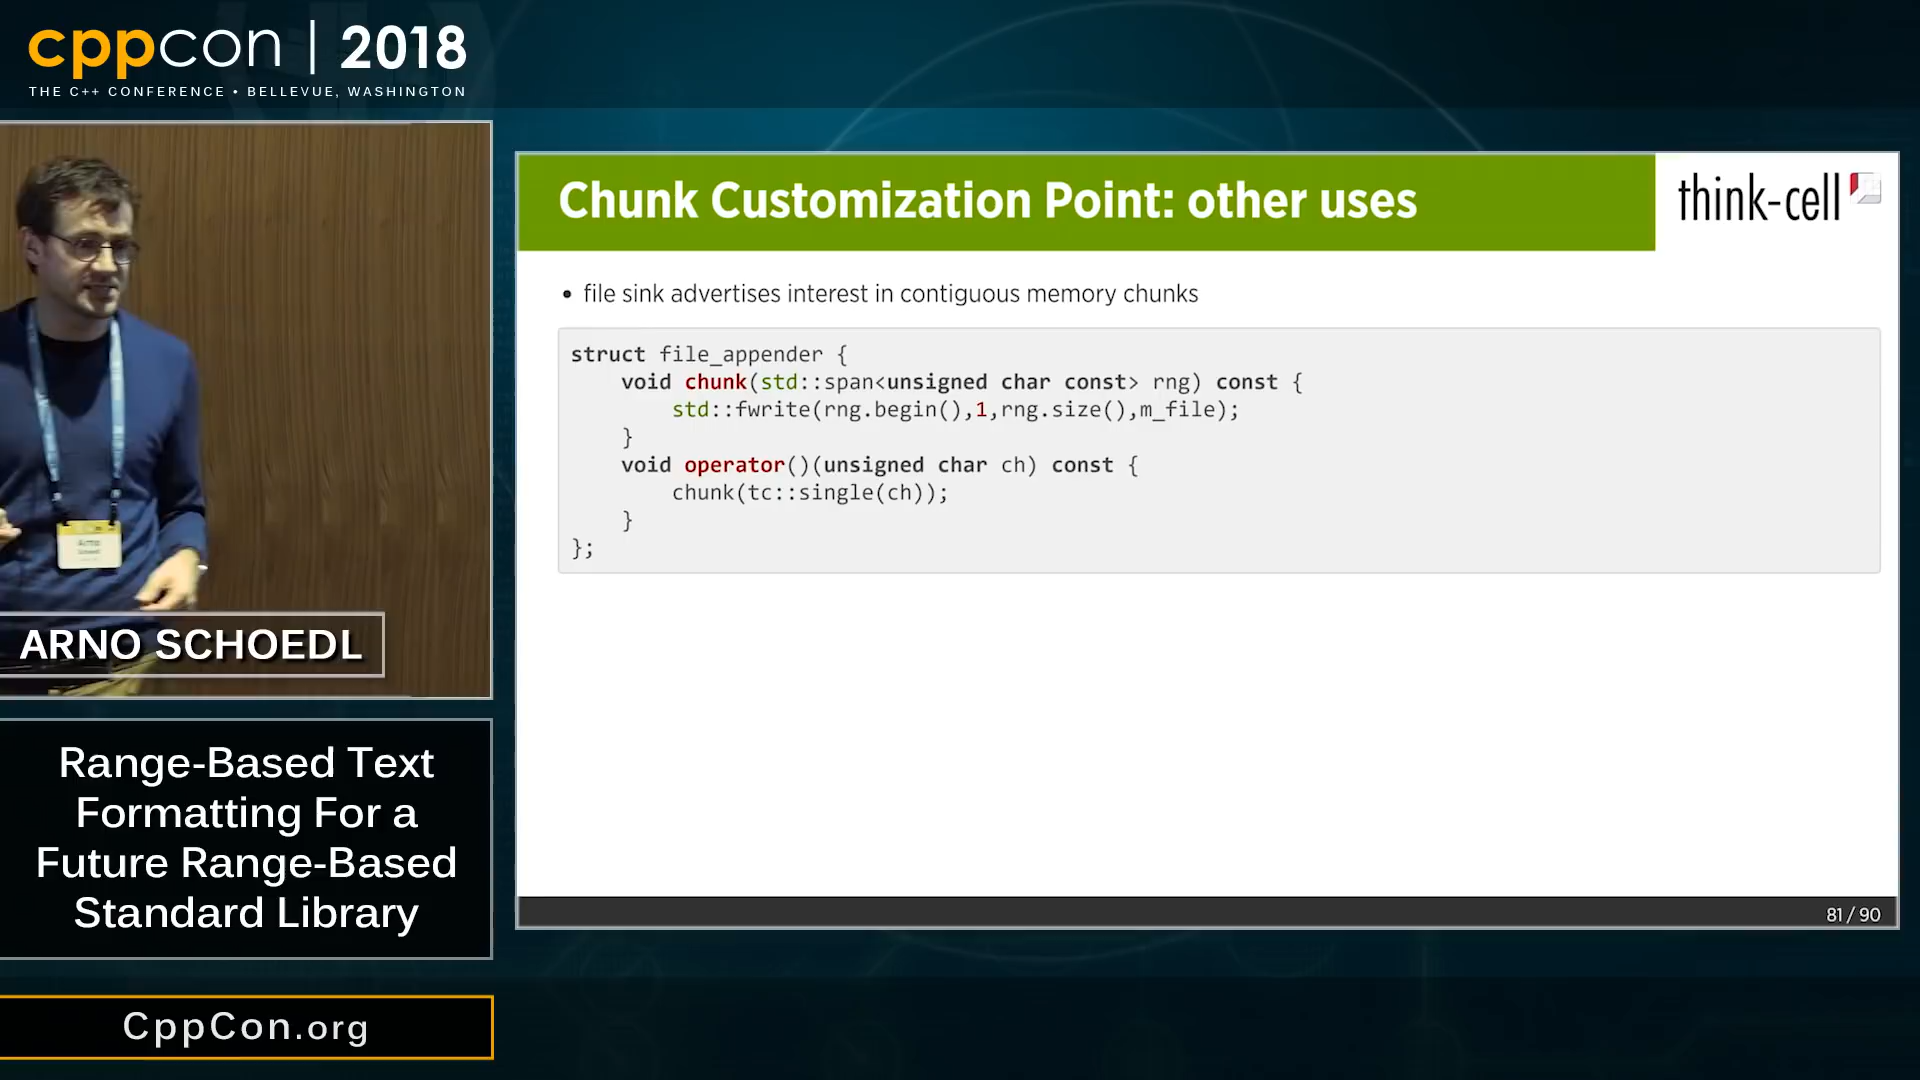 cppcon | 2018
THE C++ CONFERENCE • BELLEVUE, WASHINGTON
Chunk Customization Point: other uses
think-cell
• file sink advertises interest in contiguous memory chunks
struct file_appender {
    void chunk(std::span<unsigned char const> rng) const {
        std::fwrite(rng.begin(),1,rng.size(),m_file);
    }
    void operator()(unsigned char ch) const {
        chunk(tc::single(ch));
    }
};
81 / 90
Arno
ARNO SCHOEDL
Range-Based Text
Formatting For a
Future Range-Based
Standard Library
CppCon.org